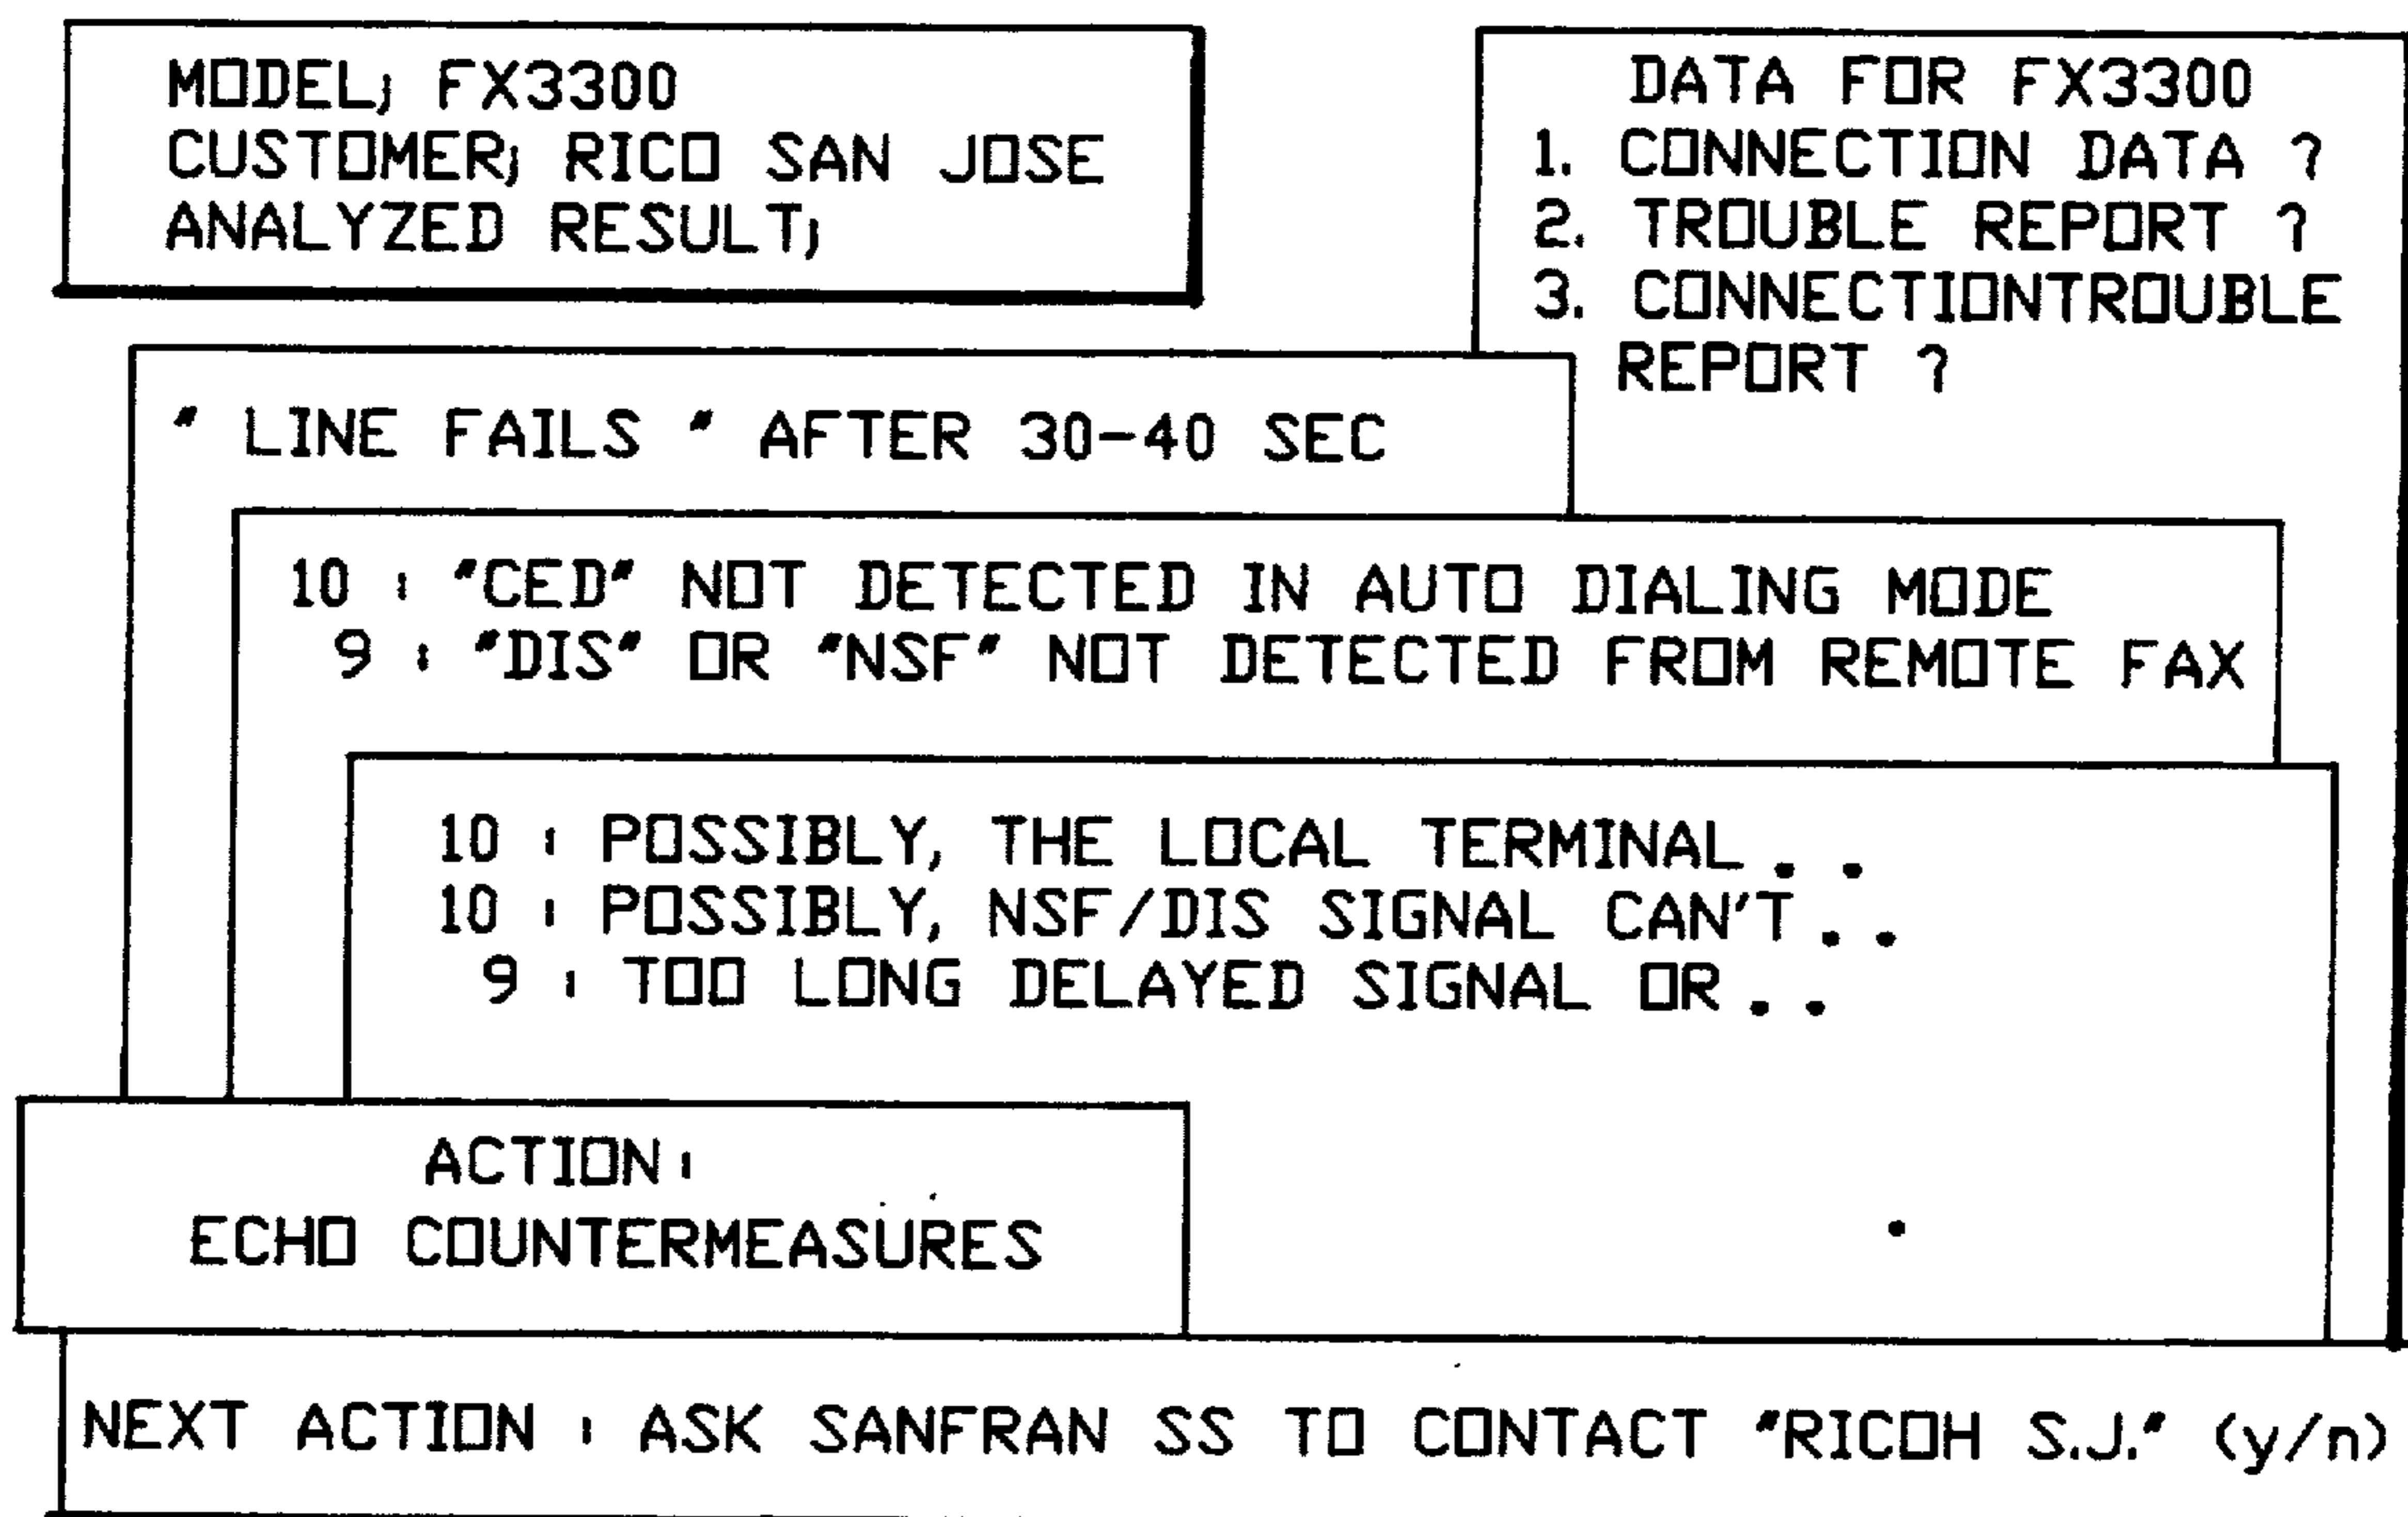 MODEL; FX3300
CUSTOMER; RICO SAN JOSE
ANALYZED RESULT;
DATA FOR FX3300
1. CONNECTION DATA ?
2. TROUBLE REPORT ?
3. CONNECTIONTROUBLE
REPORT ?
" LINE FAILS " AFTER 30-40 SEC
10 : "CED" NOT DETECTED IN AUTO DIALING MODE
9 : "DIS" OR "NSF" NOT DETECTED FROM REMOTE FAX
10 : POSSIBLY, THE LOCAL TERMINAL . .
10 : POSSIBLY, NSF/DIS SIGNAL CAN'T . .
9 : TOO LONG DELAYED SIGNAL OR . .
ACTION:
ECHO COUNTERMEASURES
NEXT ACTION : ASK SANFRAN SS TO CONTACT "RICOH S.J." (y/n)